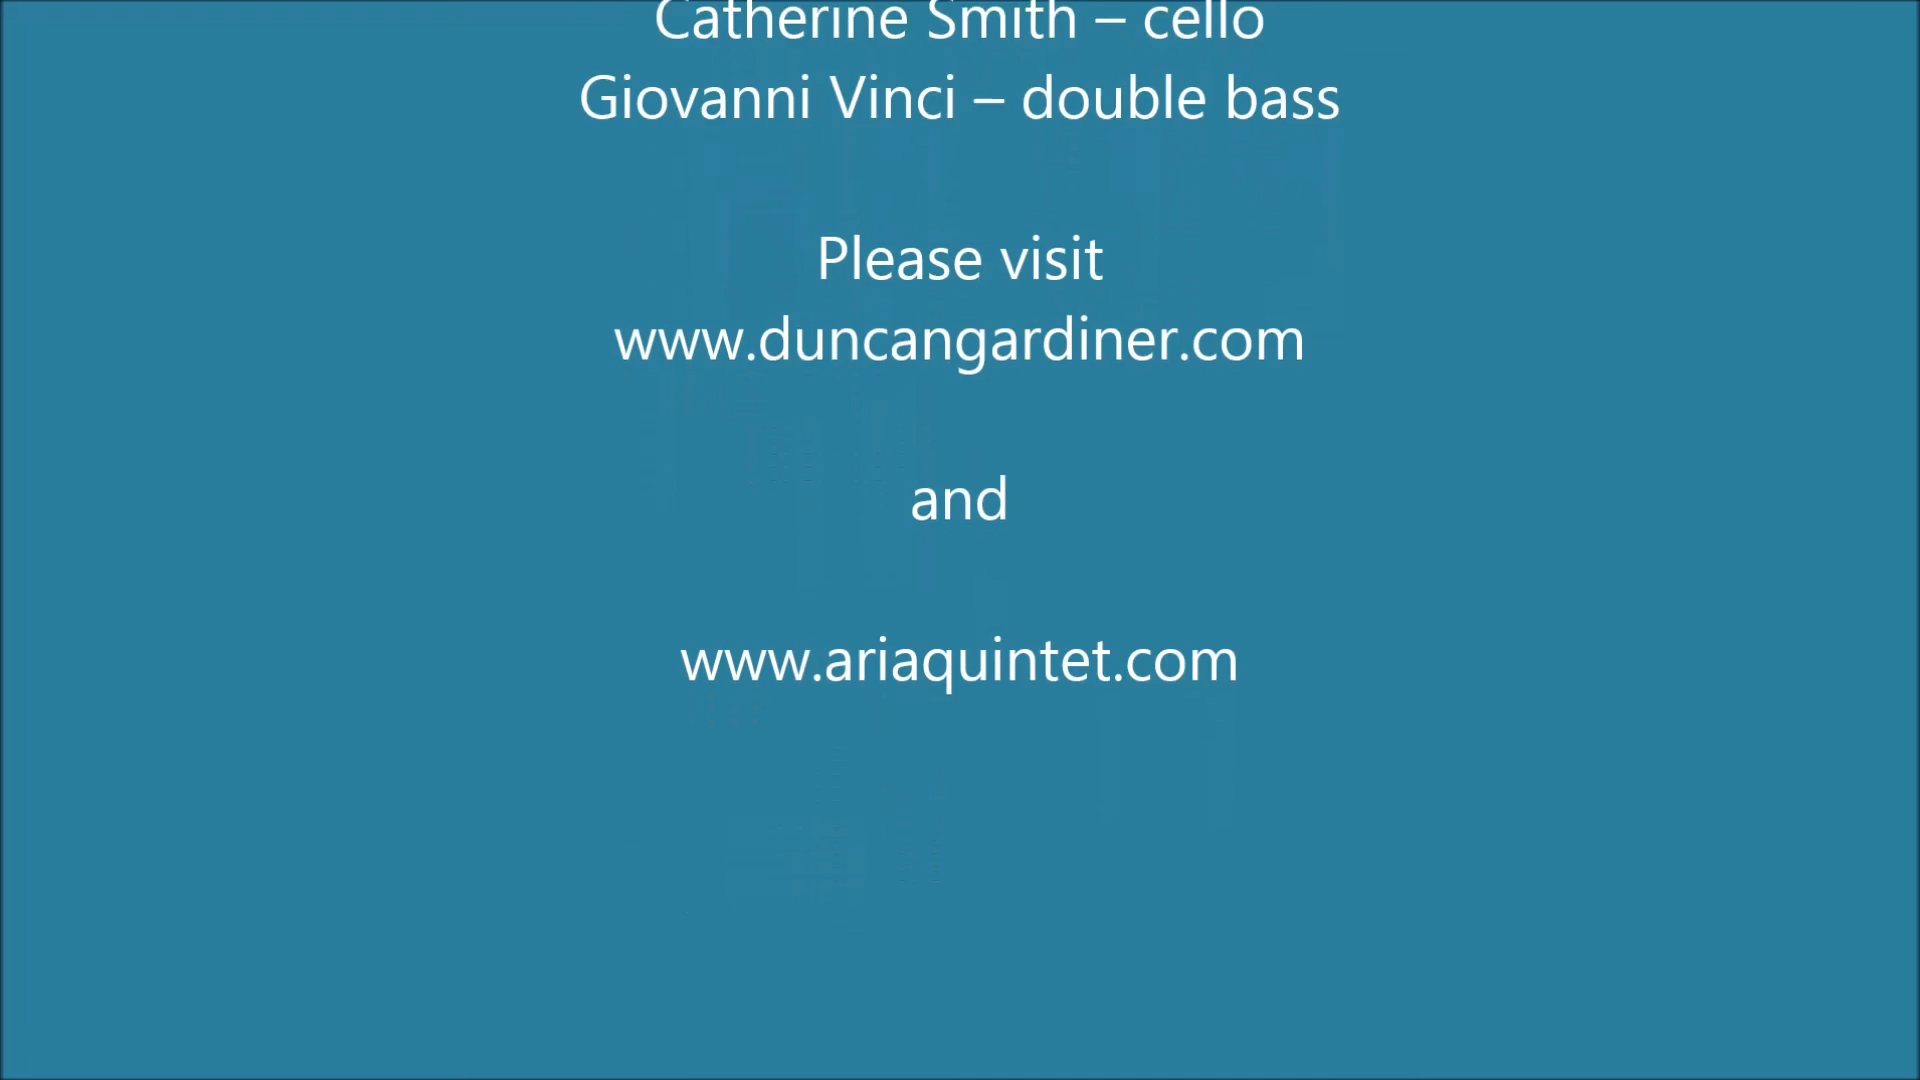 Catherine Smith – cello
Giovanni Vinci – double bass
Please visit
www.duncangardiner.com
and
www.ariaquintet.com